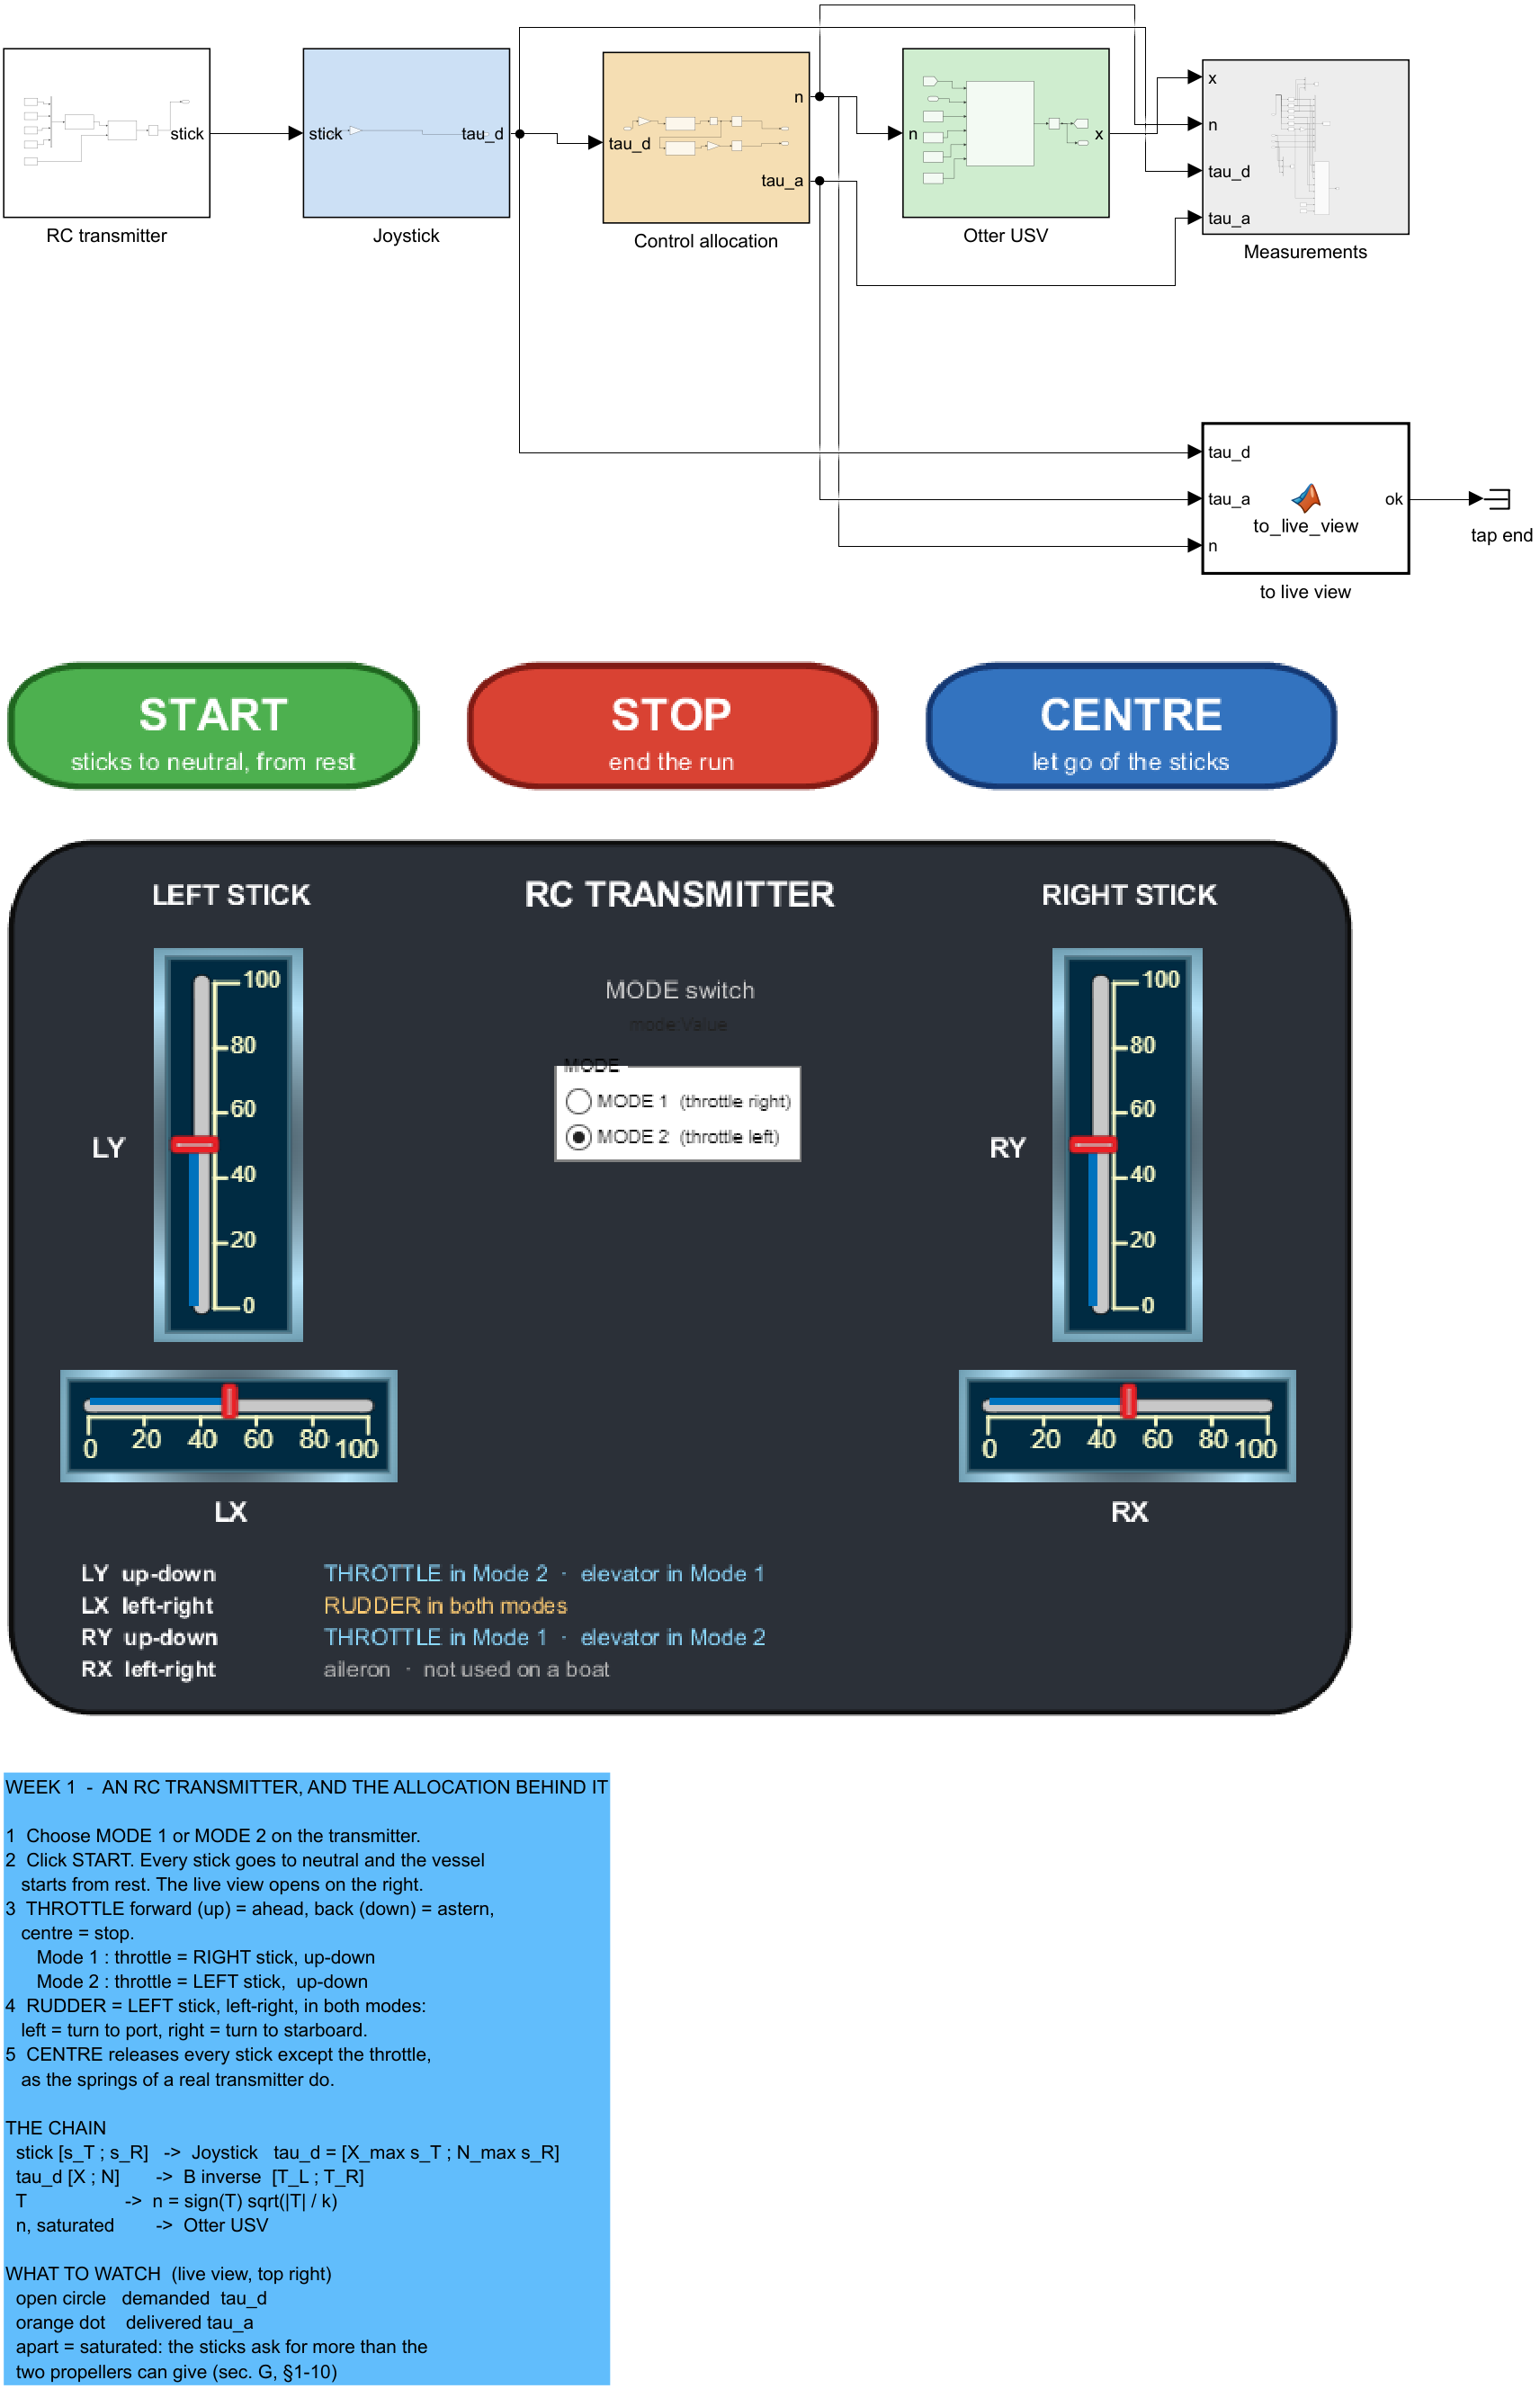 stick
RC transmitter
stick
tau_d
Joystick
tau_d
n
tau_a
Control allocation
n
x
Otter USV
x
n
tau_d
tau_a
Measurements
tau_d
tau_a
n
to_live_view
ok
to live view
tap end
START
sticks to neutral, from rest
STOP
end the run
CENTRE
let go of the sticks
LEFT STICK
RC TRANSMITTER
RIGHT STICK
MODE switch
mode:Value
MODE
MODE 1 (throttle right)
MODE 2 (throttle left)
LY
100
80
60
40
20
0
RY
100
80
60
40
20
0
0 20 40 60 80 100
LX
0 20 40 60 80 100
RX
LY up-down THROTTLE in Mode 2 · elevator in Mode 1
LX left-right RUDDER in both modes
RY up-down THROTTLE in Mode 1 · elevator in Mode 2
RX left-right aileron · not used on a boat
WEEK 1 - AN RC TRANSMITTER, AND THE ALLOCATION BEHIND IT
1 Choose MODE 1 or MODE 2 on the transmitter.
2 Click START. Every stick goes to neutral and the vessel
starts from rest. The live view opens on the right.
3 THROTTLE forward (up) = ahead, back (down) = astern,
centre = stop.
Mode 1 : throttle = RIGHT stick, up-down
Mode 2 : throttle = LEFT stick, up-down
4 RUDDER = LEFT stick, left-right, in both modes:
left = turn to port, right = turn to starboard.
5 CENTRE releases every stick except the throttle,
as the springs of a real transmitter do.
THE CHAIN
stick [s_T ; s_R] -> Joystick tau_d = [X_max s_T ; N_max s_R]
tau_d [X ; N] -> B inverse [T_L ; T_R]
T -> n = sign(T) sqrt(|T| / k)
n, saturated -> Otter USV
WHAT TO WATCH (live view, top right)
open circle demanded tau_d
orange dot delivered tau_a
apart = saturated: the sticks ask for more than the
two propellers can give (sec. G, §1-10)